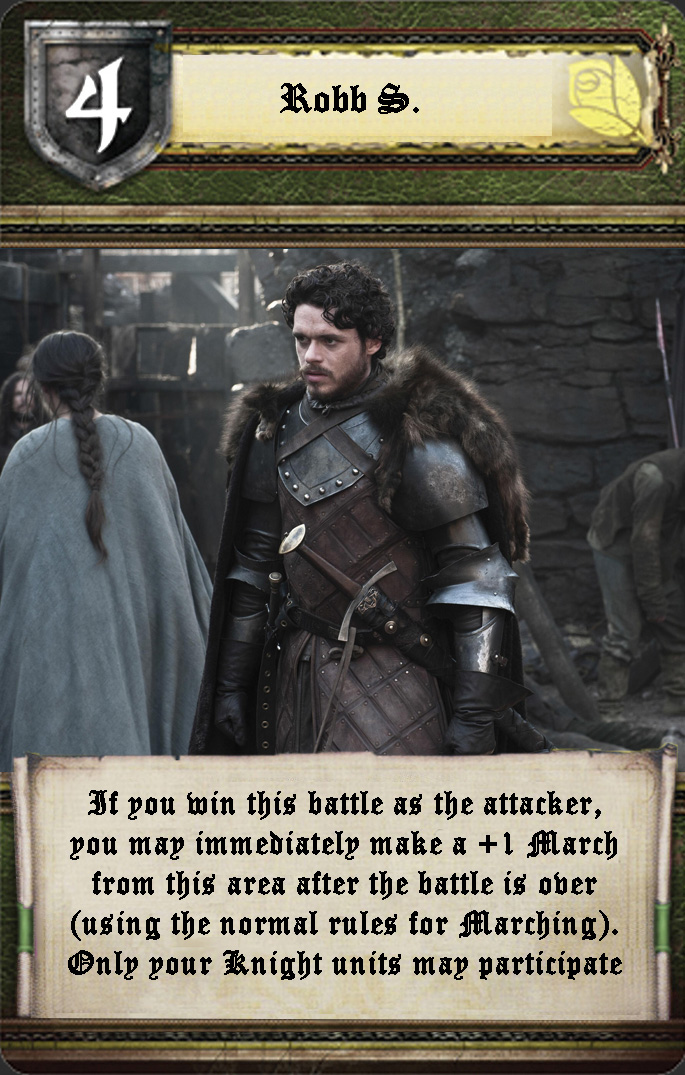 4
Robb S.
If you win this battle as the attacker,
you may immediately make a +1 March
from this area after the battle is over
(using the normal rules for Marching).
Only your Knight units may participate